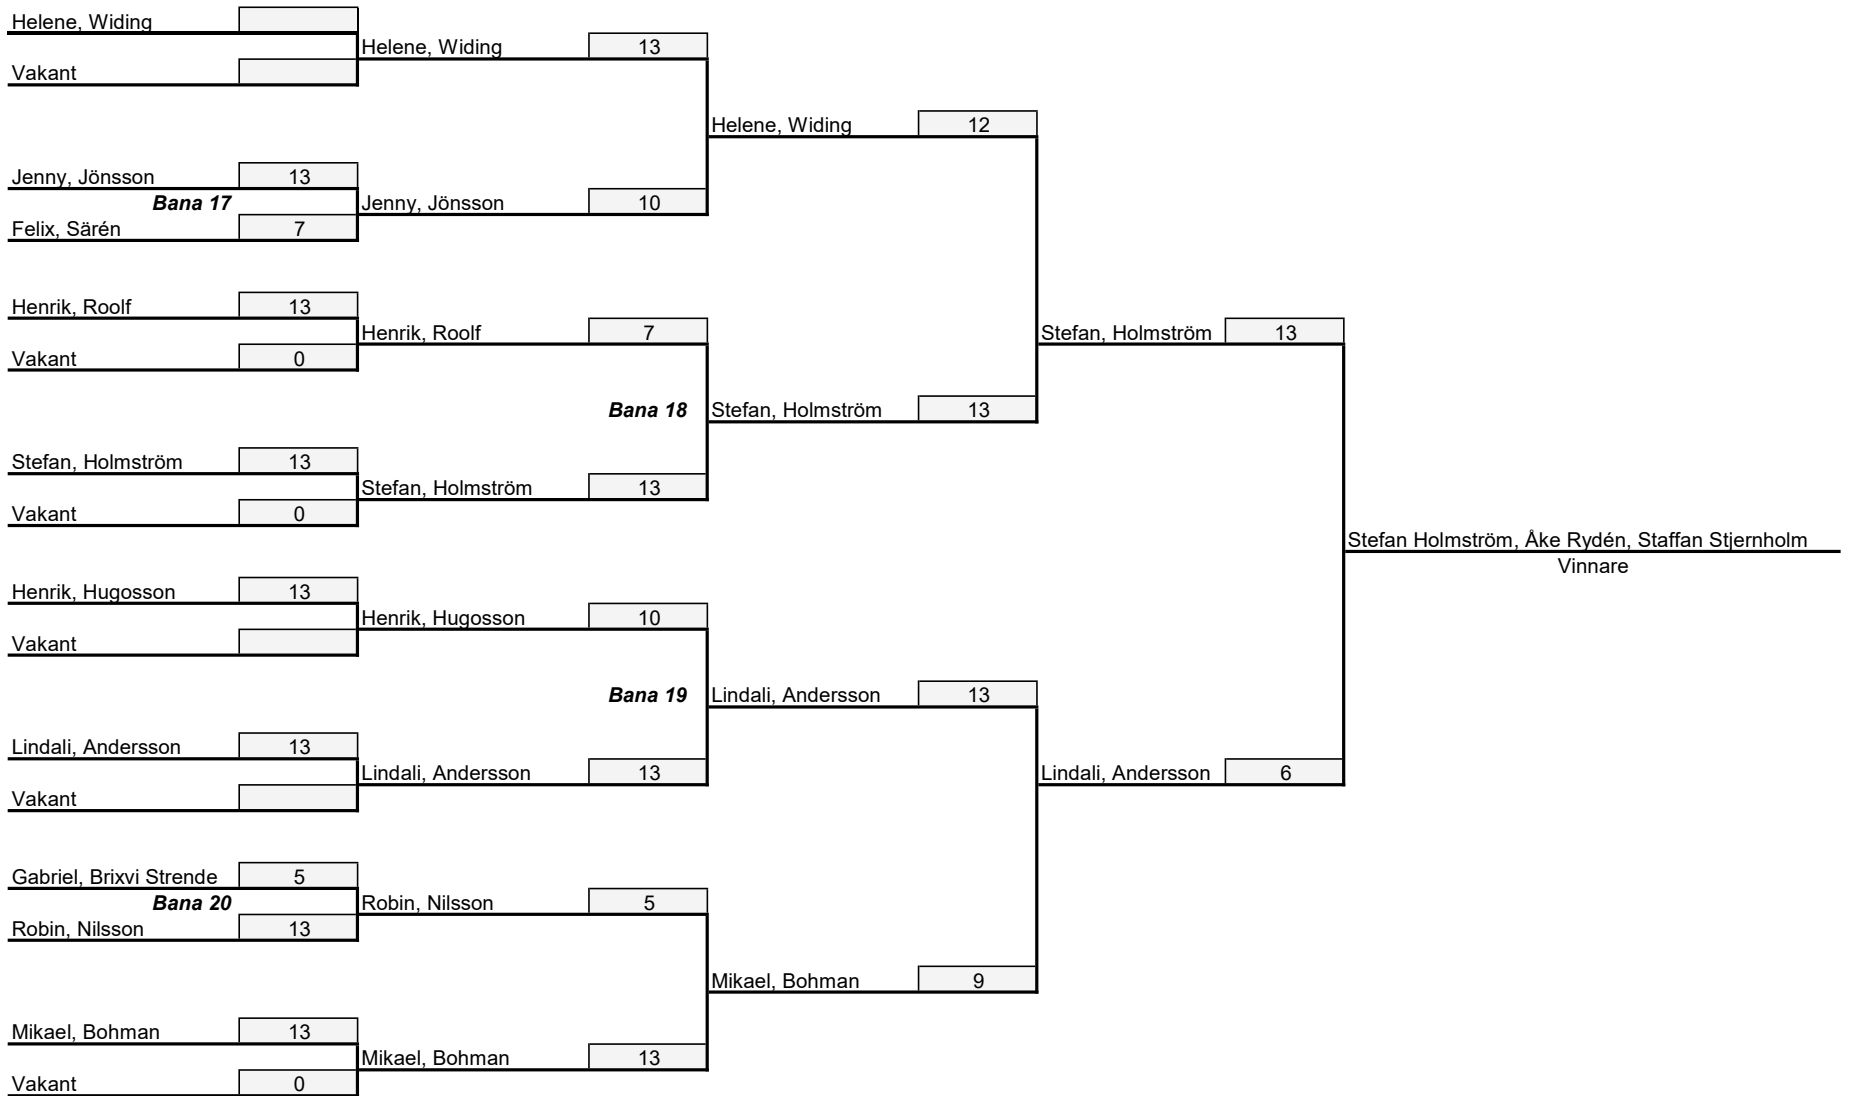 Helene, Widing
Helene, Widing 13
Vakant
Helene, Widing 12
Jenny, Jönsson 13
Bana 17 Jenny, Jönsson 10
Felix, Särén 7
Henrik, Roolf 13
Henrik, Roolf 7 Stefan, Holmström 13
Vakant 0
Bana 18 Stefan, Holmström 13
Stefan, Holmström 13
Stefan, Holmström 13
Vakant 0
Stefan Holmström, Åke Rydén, Staffan Stjernholm
Vinnare
Henrik, Hugosson 13
Henrik, Hugosson 10
Vakant
Bana 19 Lindali, Andersson 13
Lindali, Andersson 13
Lindali, Andersson 13 Lindali, Andersson 6
Vakant
Gabriel, Brixvi Strende 5
Bana 20 Robin, Nilsson 5
Robin, Nilsson 13
Mikael, Bohman 9
Mikael, Bohman 13
Mikael, Bohman 13
Vakant 0